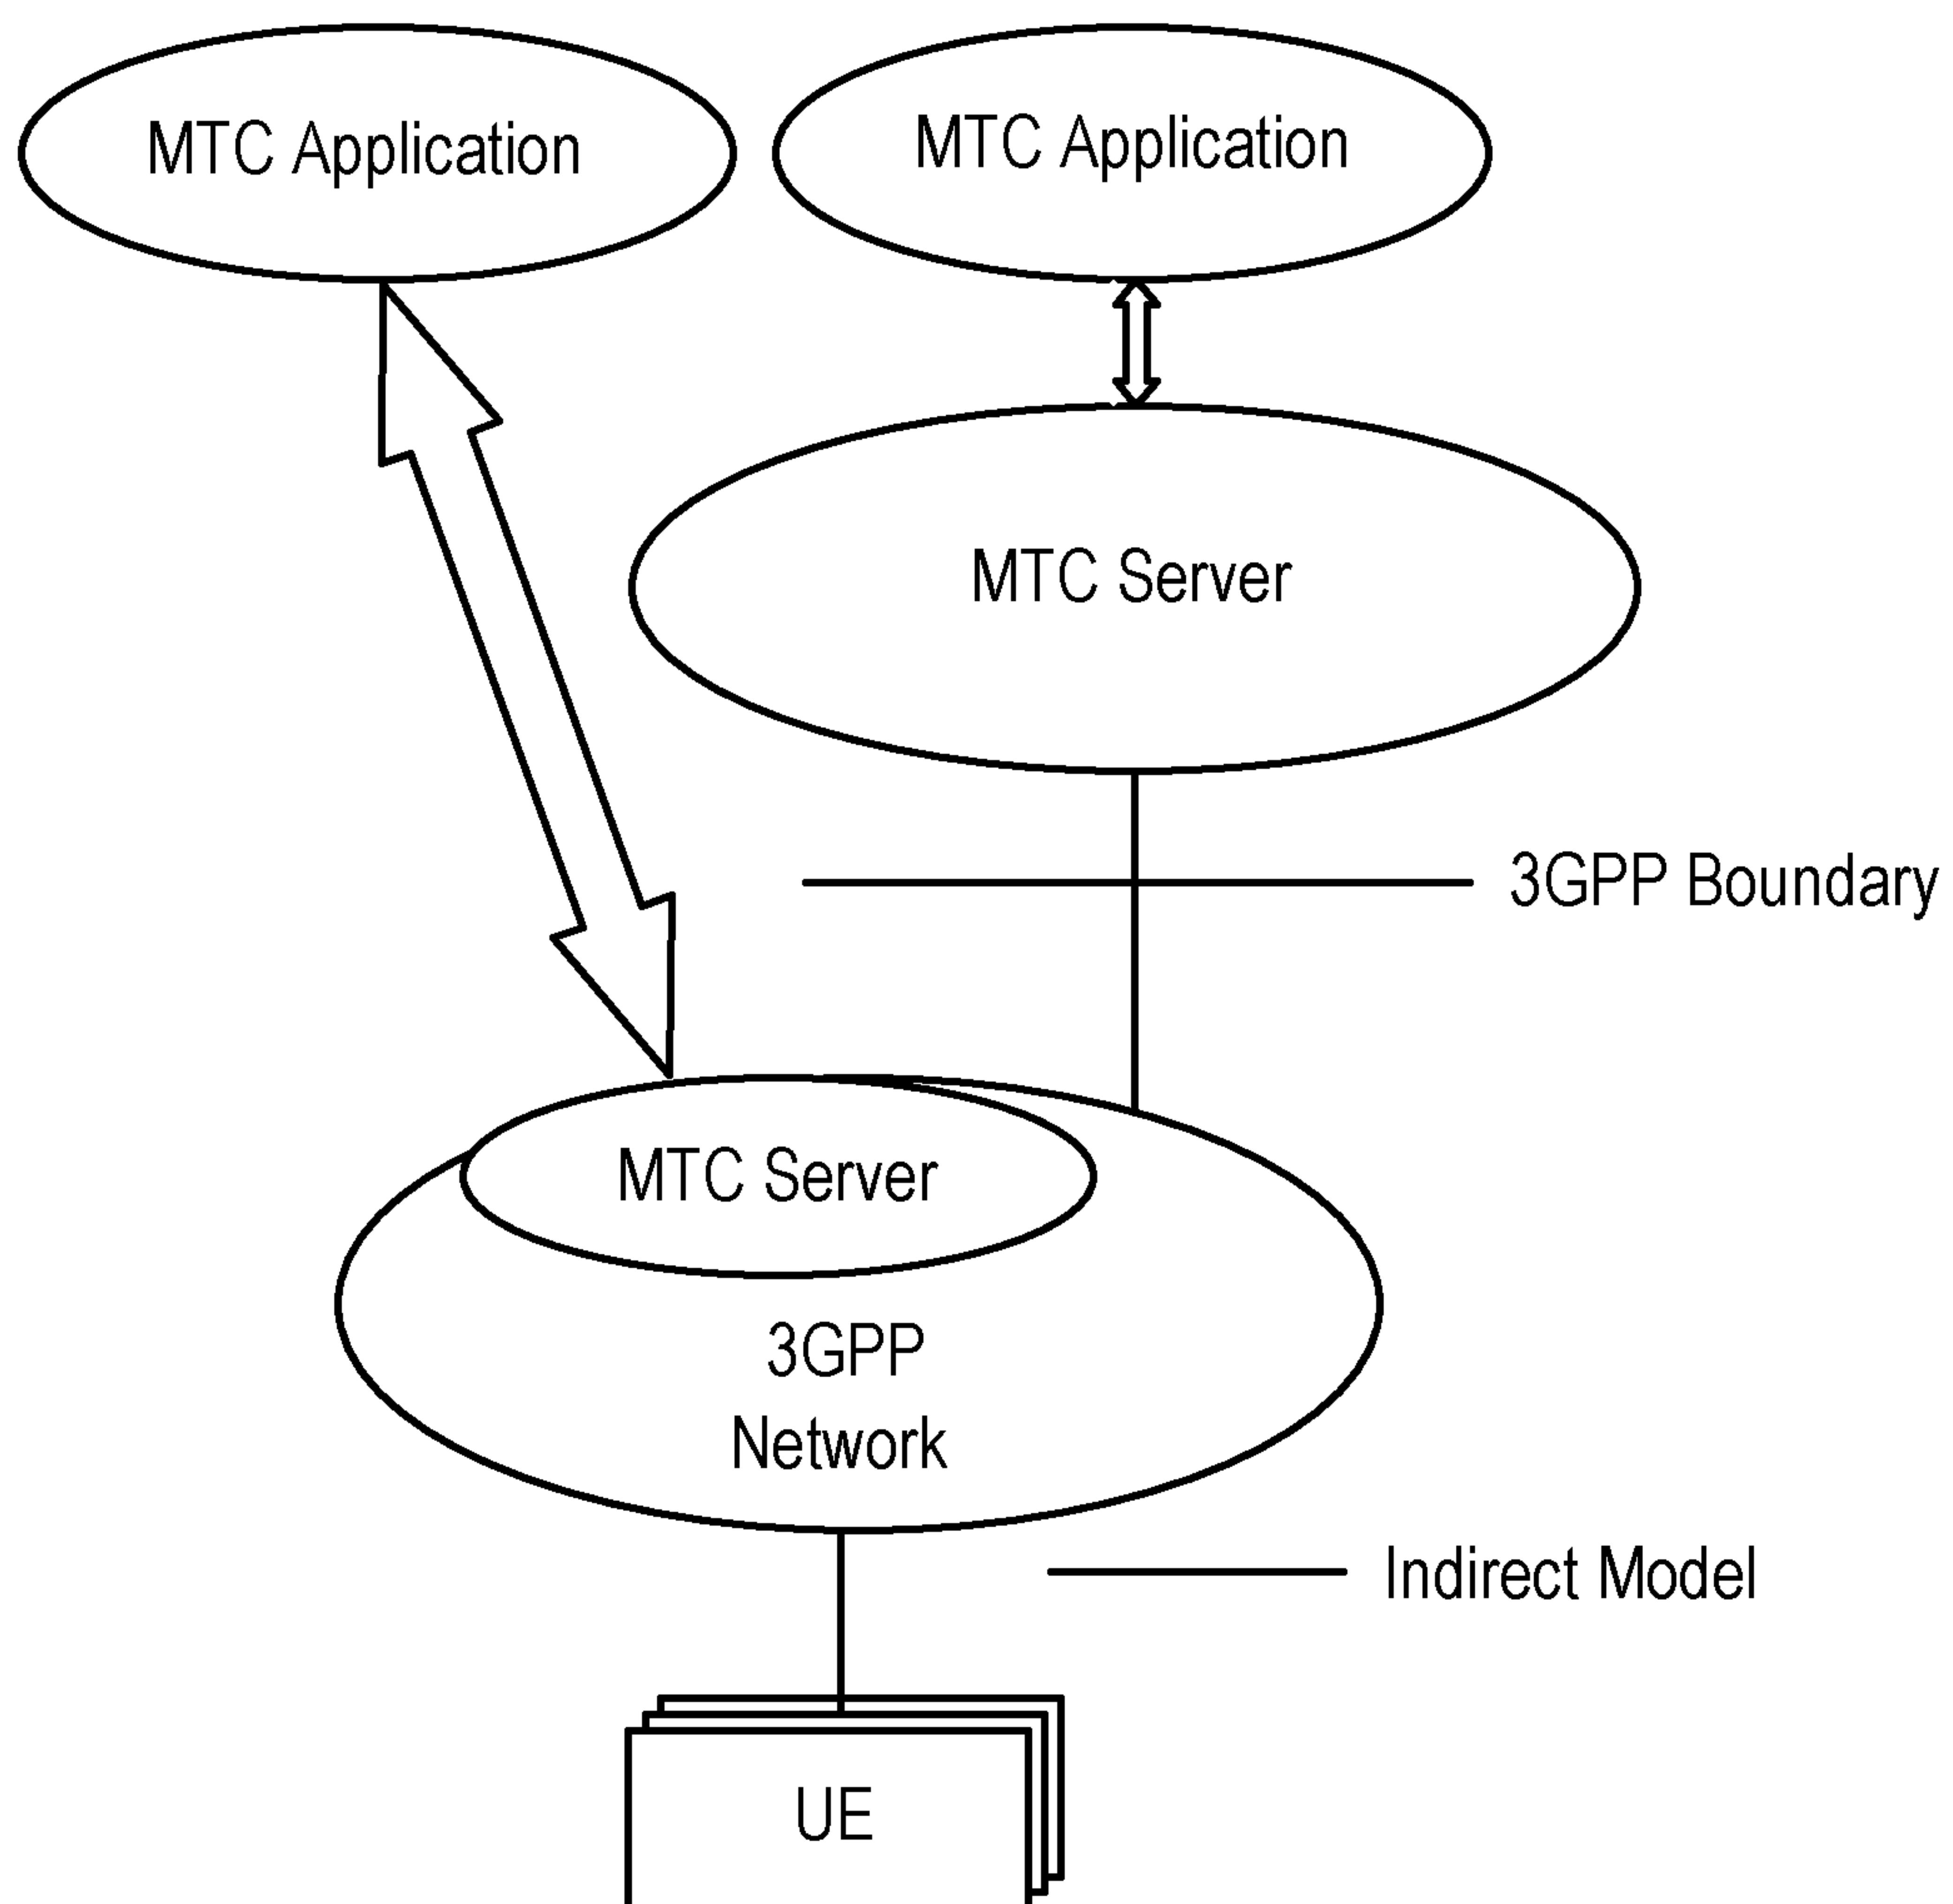 MTC Application
MTC Application
MTC Server
3GPP Boundary
MTC Server
3GPP
Network
Indirect Model
UE